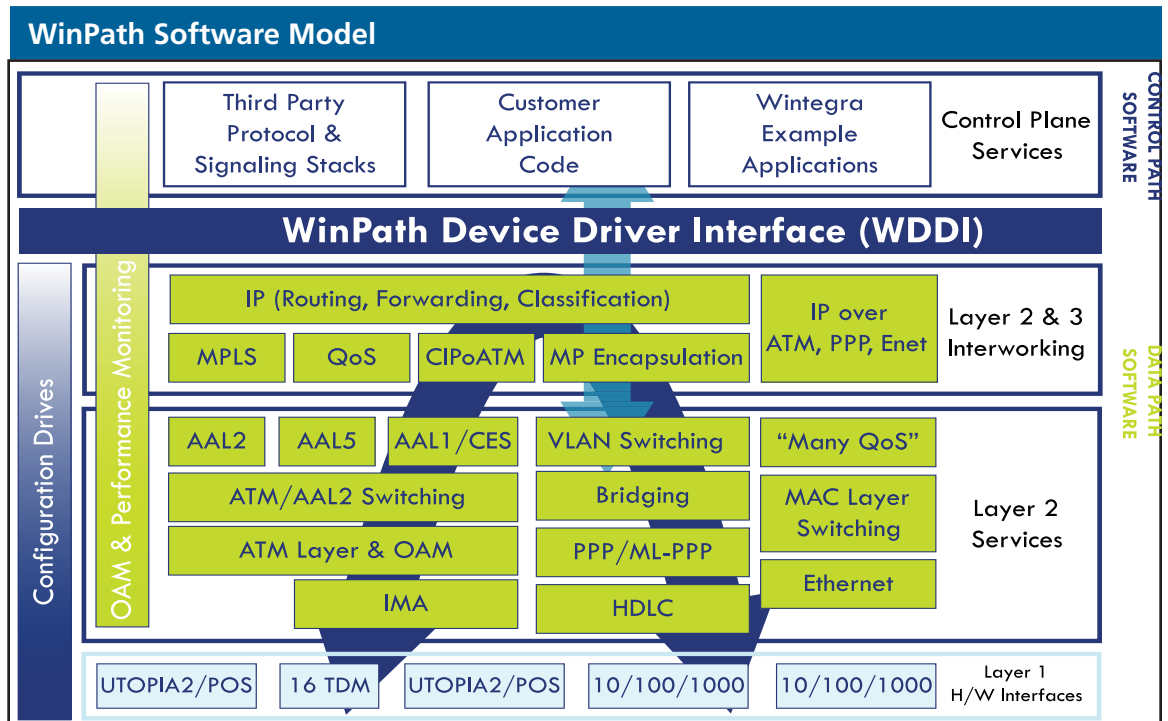 WinPath Software Model
Third Party
Protocol &
Signaling Stacks
Customer
Application
Code
Wintegra
Example
Applications
Control Plane
Services
CONTROL PATH
SOFTWARE
WinPath Device Driver Interface (WDDI)
Configuration Drives
OAM & Performance Monitoring
IP (Routing, Forwarding, Classification)
MPLS
QoS
CIPoATM
MP Encapsulation
IP over
ATM, PPP, Enet
Layer 2 & 3
Interworking
DATA PATH
SOFTWARE
AAL2
AAL5
AAL1/CES
VLAN Switching
“Many QoS”
ATM/AAL2 Switching
Bridging
MAC Layer
Switching
ATM Layer & OAM
PPP/ML-PPP
Ethernet
IMA
HDLC
Layer 2
Services
UTOPIA2/POS
16 TDM
UTOPIA2/POS
10/100/1000
10/100/1000
Layer 1
H/W Interfaces